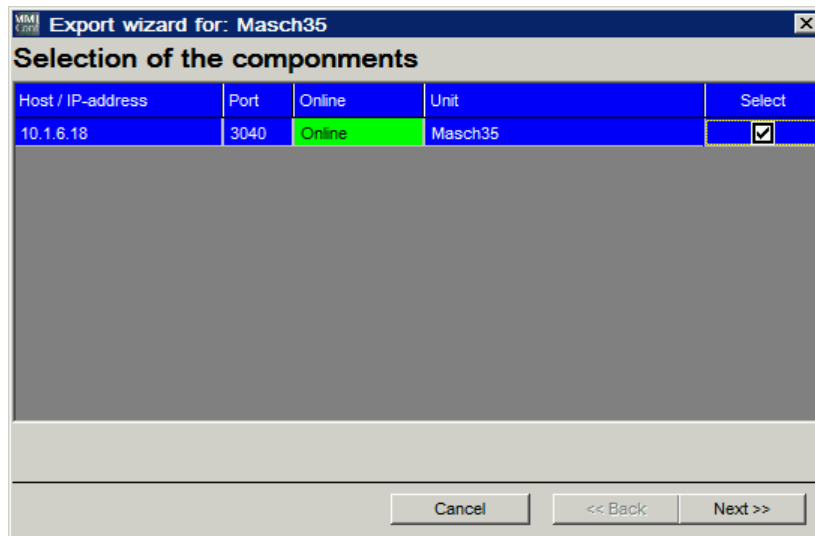 MMI Conf Export wizard for: Masch35
Selection of the componments
Host / IP-address Port Online Unit Select
10.1.6.18 3040 Online Masch35
Cancel << Back Next >>